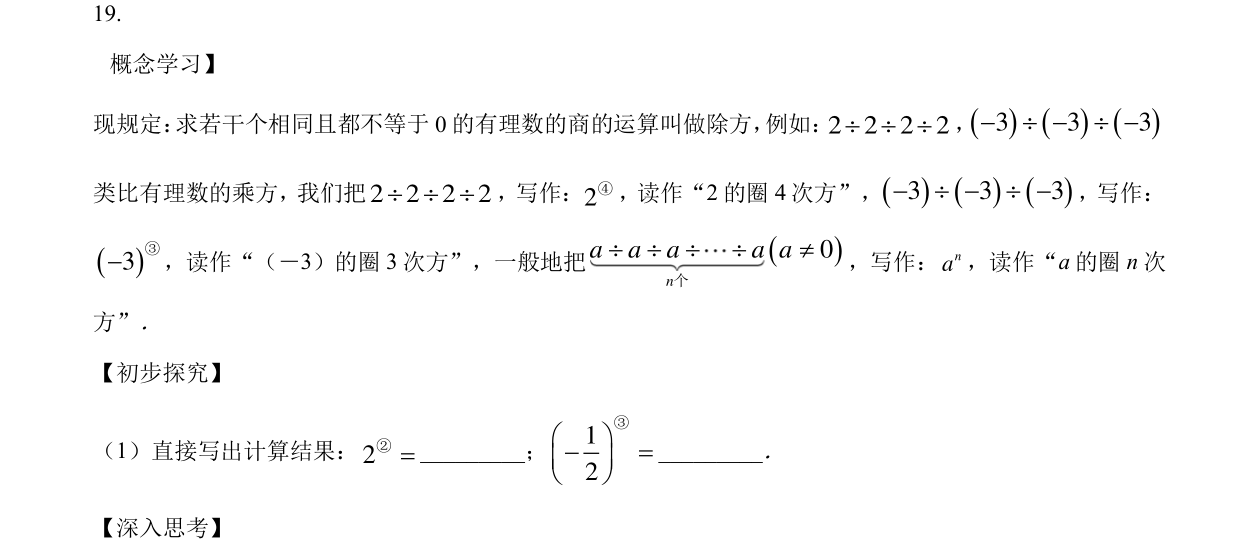 19.
概念学习】
现规定：求若干个相同且都不等于 0 的有理数的商的运算叫做除方，例如：2÷2÷2÷2，(−3)÷(−3)÷(−3)
类比有理数的乘方，我们把 2÷2÷2÷2，写作：2^④，读作“2 的圈 4 次方”，(−3)÷(−3)÷(−3)，写作：
(−3)^③，读作“（－3）的圈 3 次方”，一般地把 a÷a÷a÷⋯÷a(a≠0)，写作：aⁿ，读作“a 的圈 n 次
n个
方”．
【初步探究】
（1）直接写出计算结果：2^② = _________；(−1/2)^③ = _________．
【深入思考】